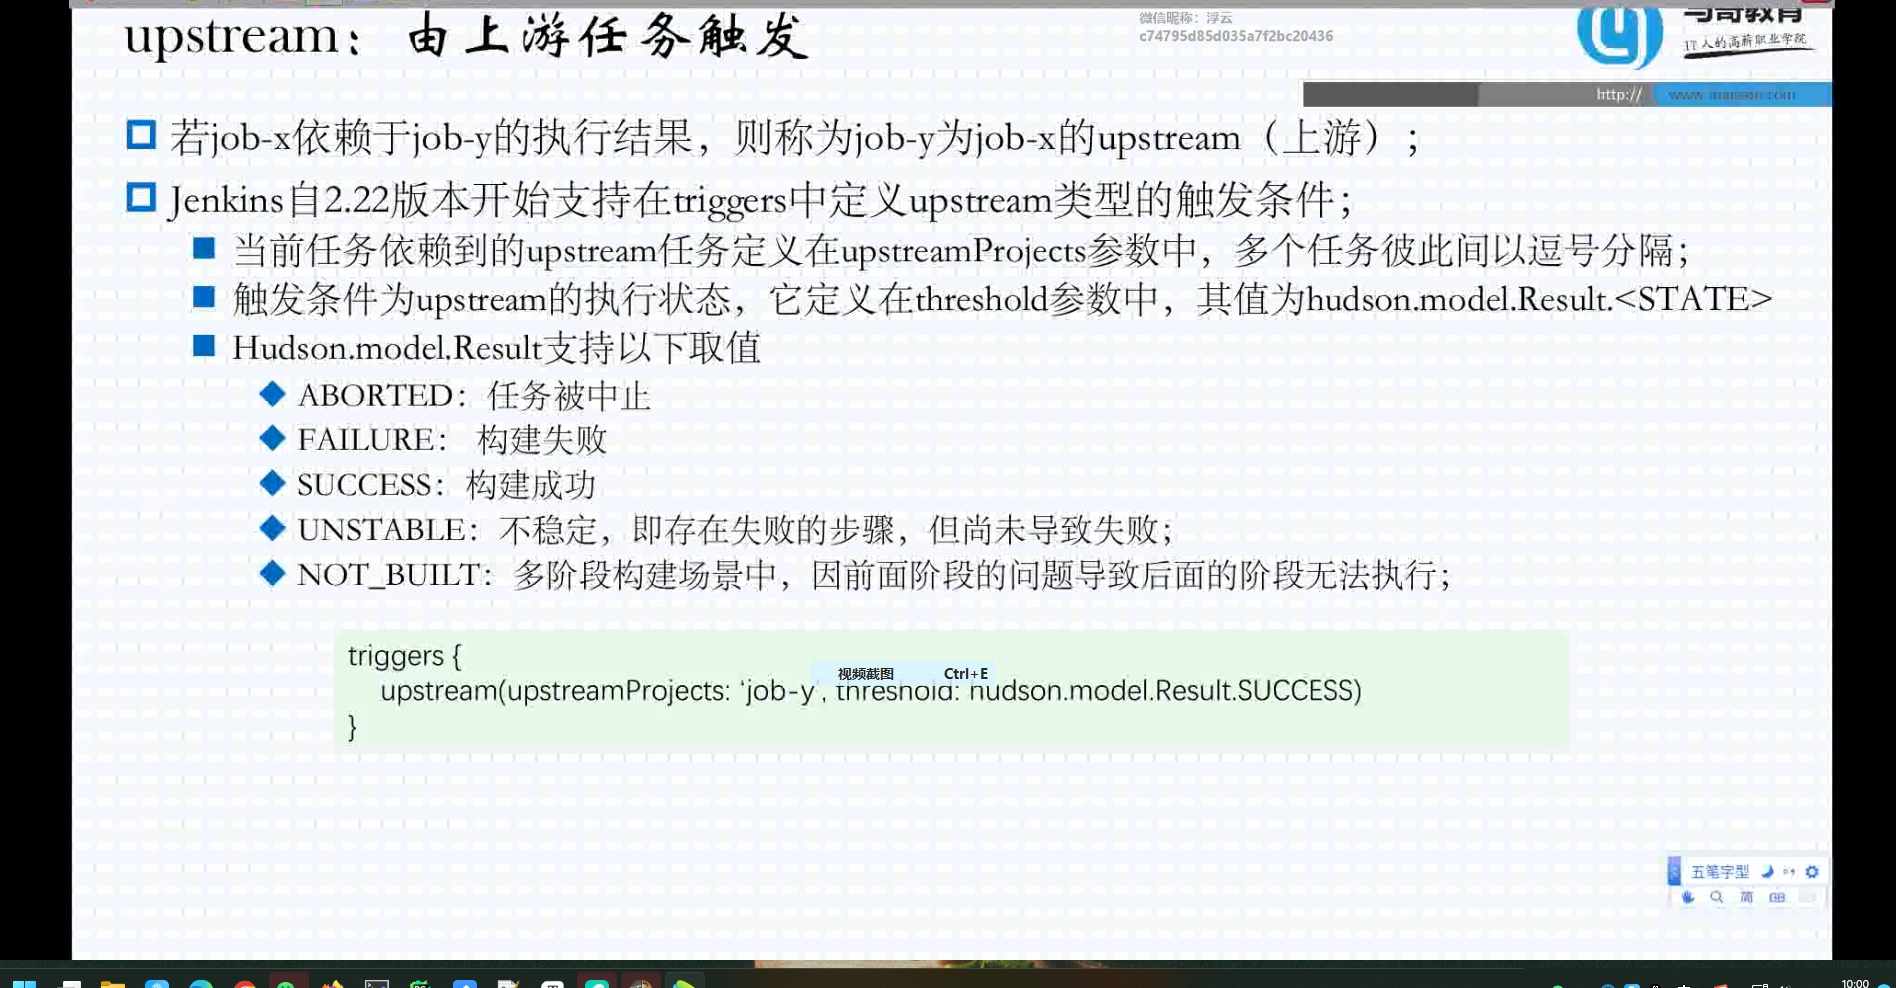 upstream：由上游任务触发
微信昵称：浮云
c74795d85d035a7f2bc20436
马哥教育
IT人的高薪职业学院
http://
若job-x依赖于job-y的执行结果，则称为job-y为job-x的upstream（上游）；
Jenkins自2.22版本开始支持在triggers中定义upstream类型的触发条件；
当前任务依赖到的upstream任务定义在upstreamProjects参数中，多个任务彼此间以逗号分隔；
触发条件为upstream的执行状态，它定义在threshold参数中，其值为hudson.model.Result.<STATE>
Hudson.model.Result支持以下取值
ABORTED：任务被中止
FAILURE： 构建失败
SUCCESS：构建成功
UNSTABLE：不稳定，即存在失败的步骤，但尚未导致失败；
NOT_BUILT：多阶段构建场景中，因前面阶段的问题导致后面的阶段无法执行；
triggers {
视频截图 Ctrl+E
upstream(upstreamProjects: ‘job-y’, threshold: hudson.model.Result.SUCCESS)
}
五笔字型
简
10:00